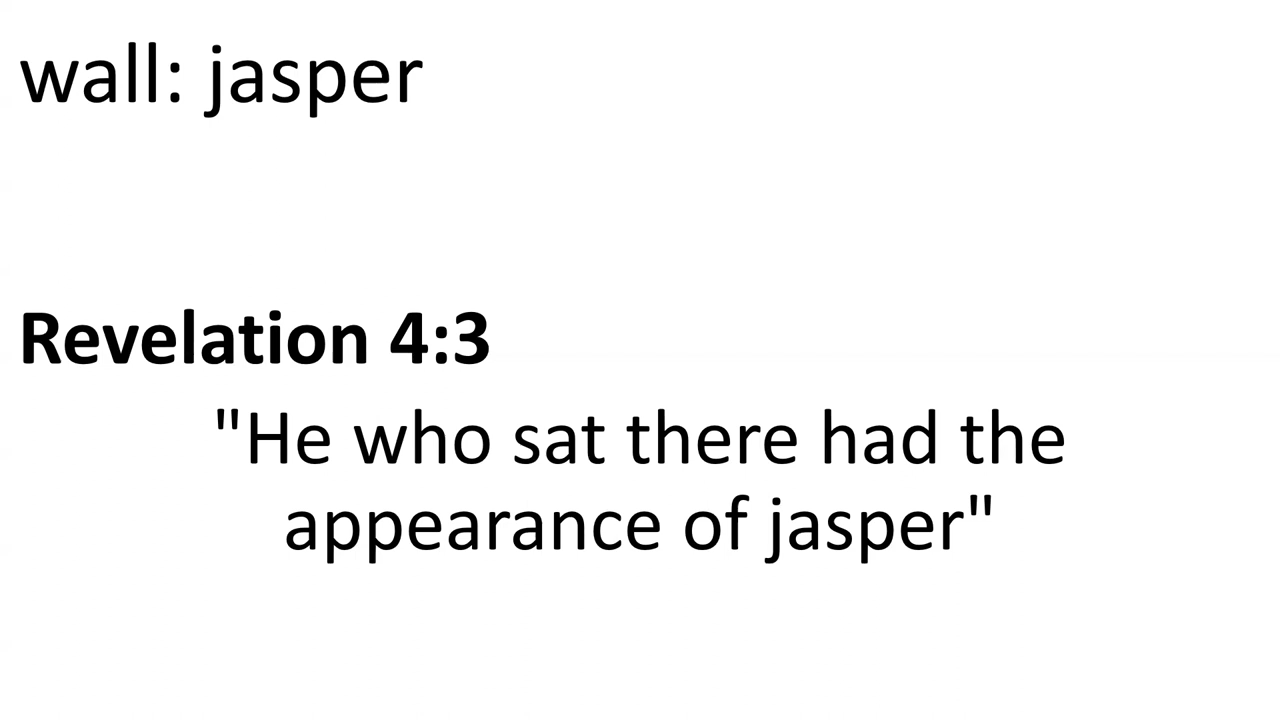 wall: jasper
Revelation 4:3
"He who sat there had the
appearance of jasper"